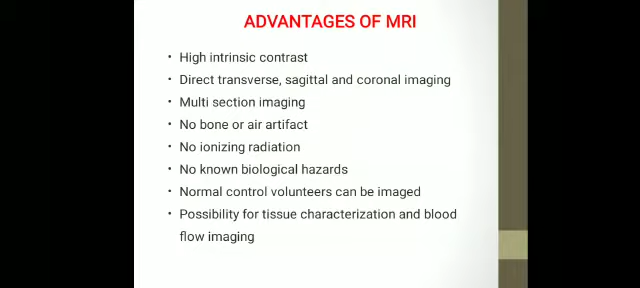 ADVANTAGES OF MRI
• High intrinsic contrast
• Direct transverse, sagittal and coronal imaging
• Multi section imaging
• No bone or air artifact
• No ionizing radiation
• No known biological hazards
• Normal control volunteers can be imaged
• Possibility for tissue characterization and blood
flow imaging